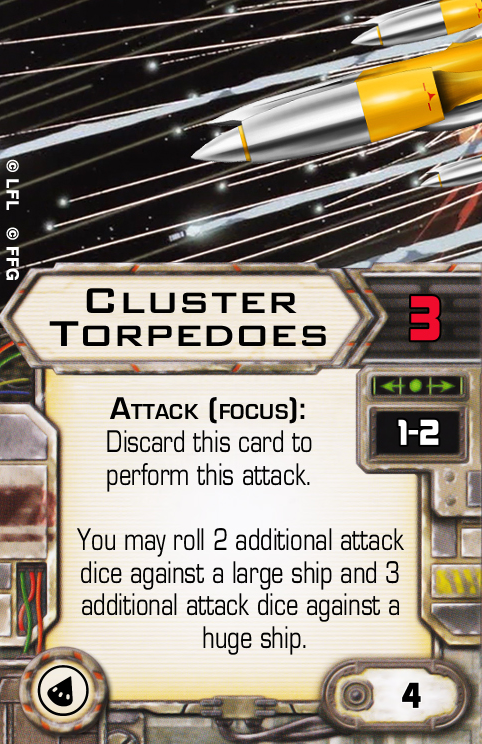 © LFL © FFG
CLUSTER
TORPEDOES
3
ATTACK (FOCUS):
Discard this card to
perform this attack.
1-2
You may roll 2 additional attack
dice against a large ship and 3
additional attack dice against a
huge ship.
4